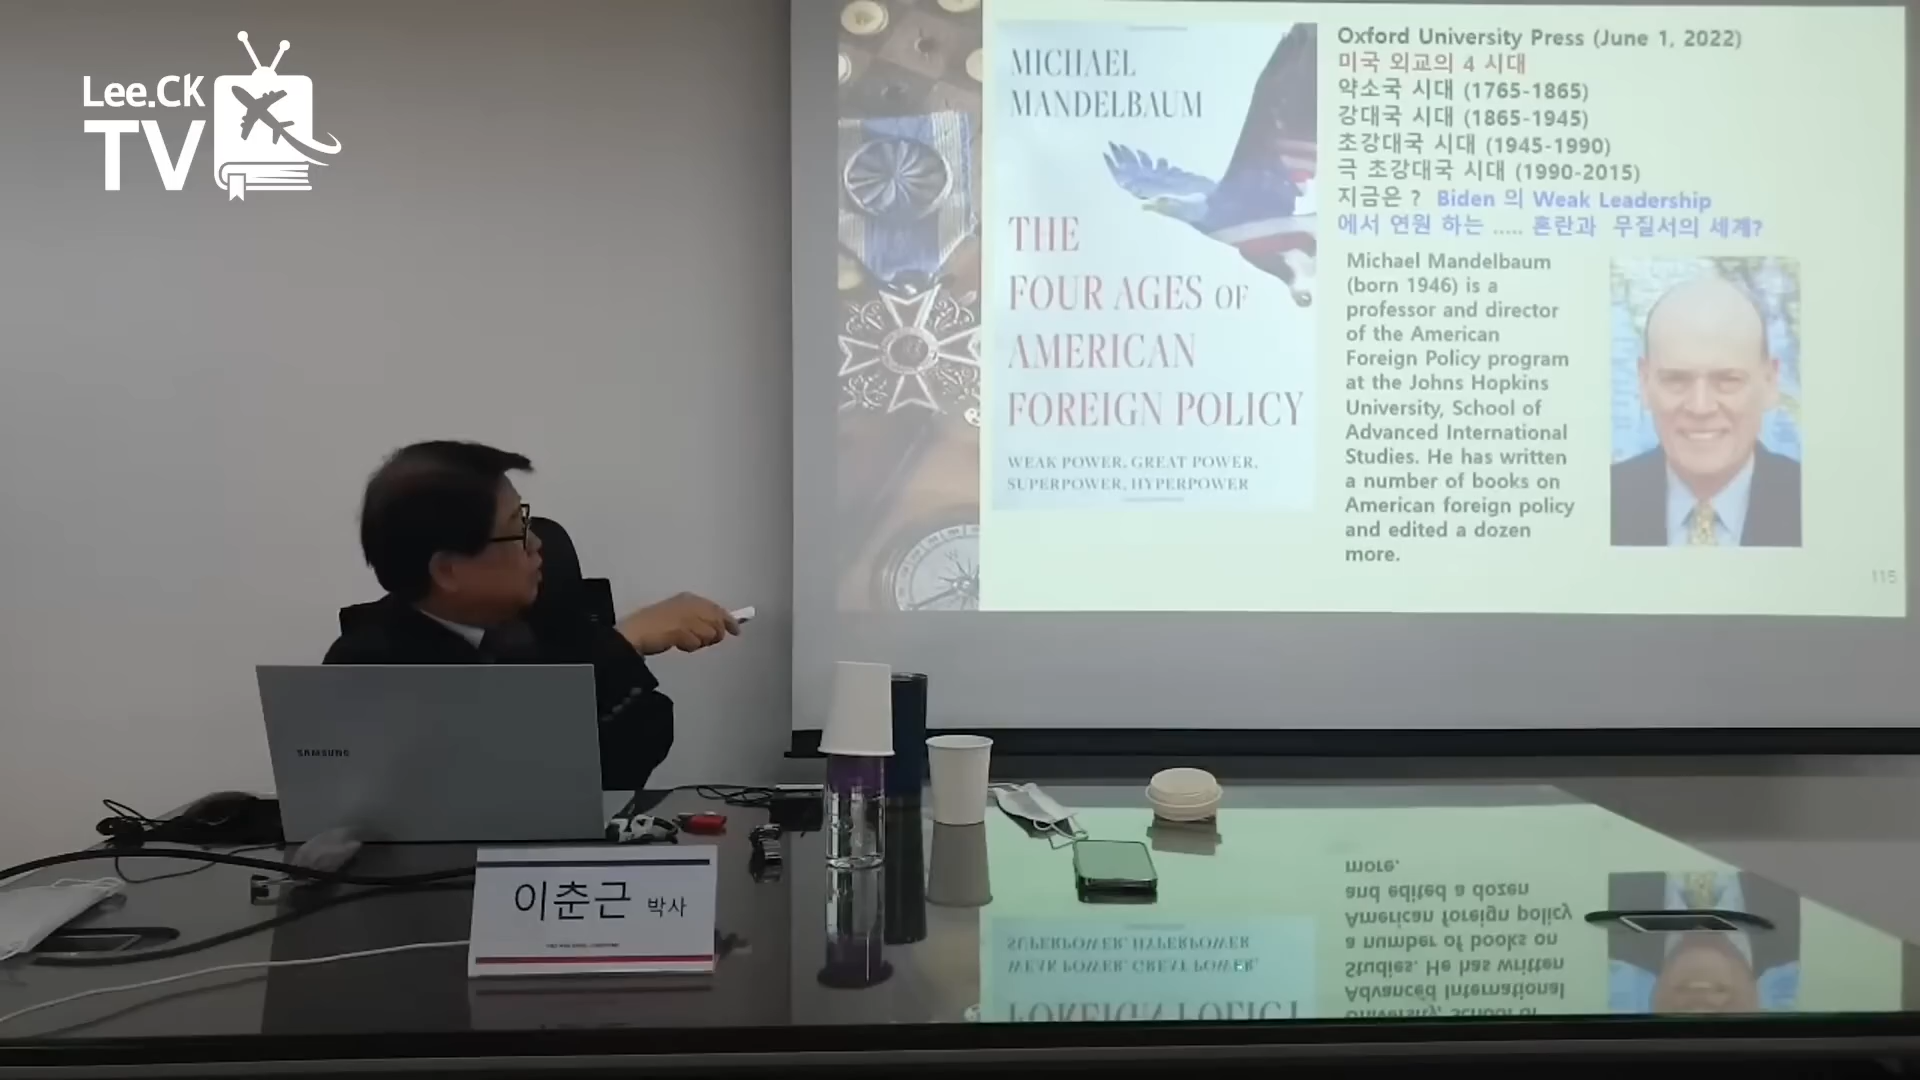 Lee.CK
TV
MICHAEL
MANDELBAUM
THE
FOUR AGES OF
AMERICAN
FOREIGN POLICY
WEAK POWER, GREAT POWER,
SUPERPOWER, HYPERPOWER
Oxford University Press (June 1, 2022)
미국 외교의 4 시대
약소국 시대 (1765-1865)
강대국 시대 (1865-1945)
초강대국 시대 (1945-1990)
극 초강대국 시대 (1990-2015)
지금은 ? Biden 의 Weak Leadership
에서 연원 하는 ..... 혼란과 무질서의 세계?
Michael Mandelbaum
(born 1946) is a
professor and director
of the American
Foreign Policy program
at the Johns Hopkins
University, School of
Advanced International
Studies. He has written
a number of books on
American foreign policy
and edited a dozen
more.
115
SAMSUNG
이춘근 박사